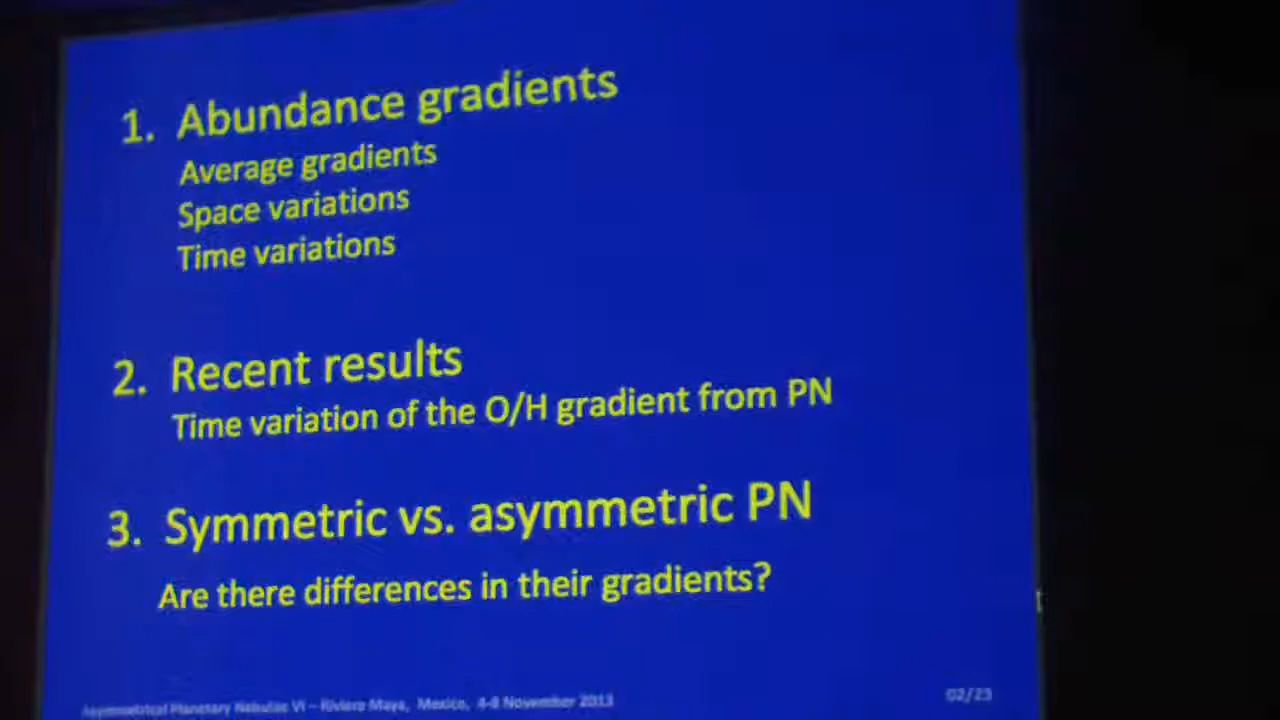 1. Abundance gradients
Average gradients
Space variations
Time variations
2. Recent results
Time variation of the O/H gradient from PN
3. Symmetric vs. asymmetric PN
Are there differences in their gradients?
Asymmetrical Planetary Nebulae VI – Riviera Maya, Mexico, 4-8 November 2013
02/23